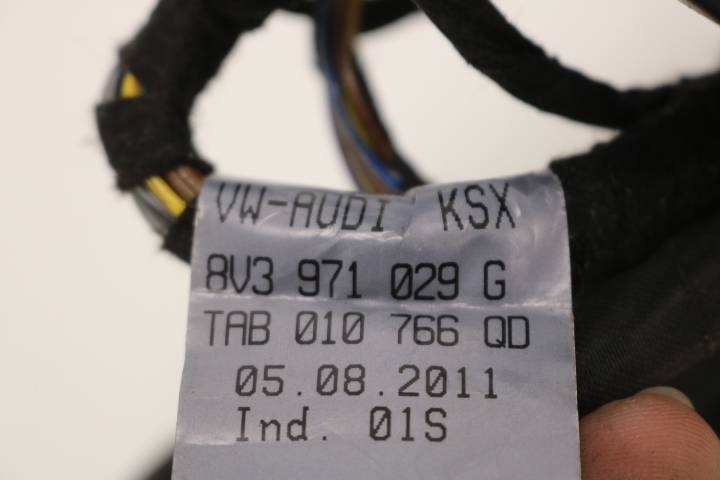 VW-AUDI KSX
8V3 971 029 G
TAB 010 766 QD
05.08.2011
Ind. 01S